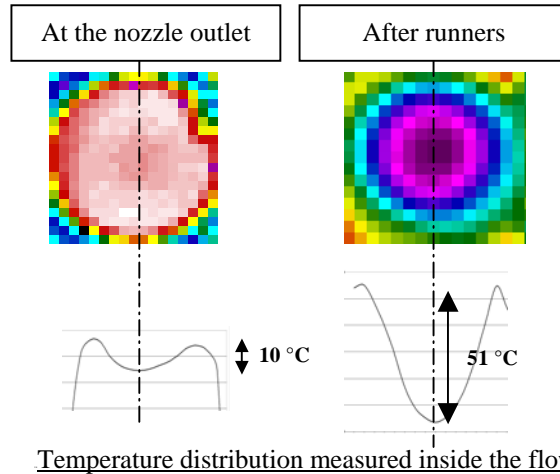 At the nozzle outlet
After runners
10 °C
51 °C
Temperature distribution measured inside the flo